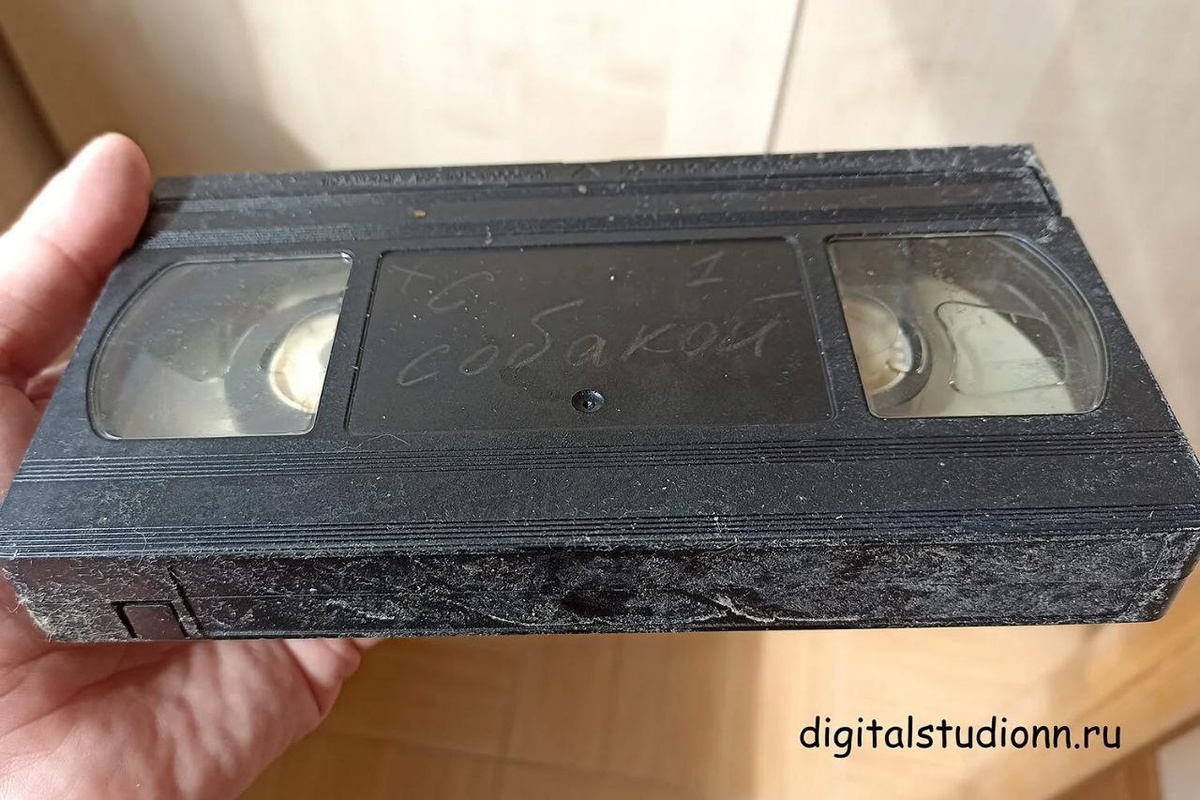 + С 1
собакой
digitalstudionn.ru